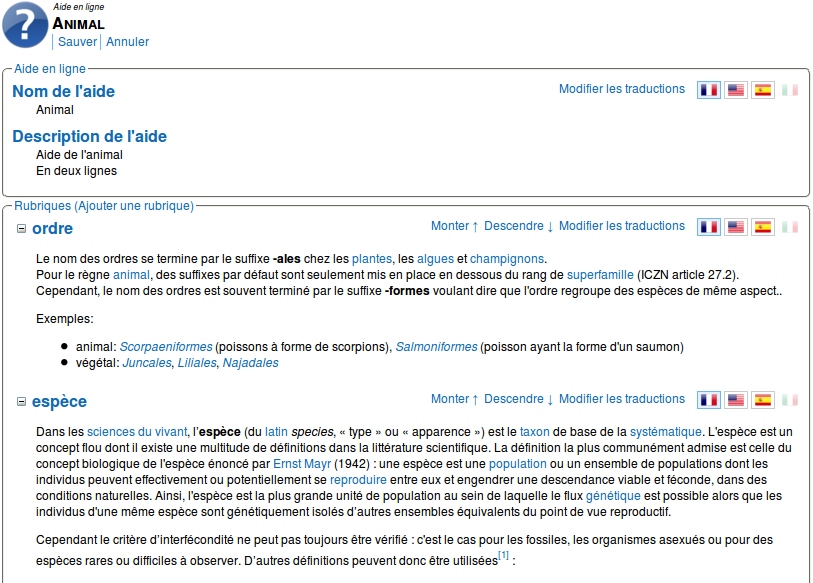 Aide en ligne
ANIMAL
Sauver Annuler
Aide en ligne
Nom de l'aide
Modifier les traductions
Animal
Description de l'aide
Aide de l'animal
En deux lignes
Rubriques (Ajouter une rubrique)
ordre
Monter ↑ Descendre ↓ Modifier les traductions
Le nom des ordres se termine par le suffixe -ales chez les plantes, les algues et champignons.
Pour le règne animal, des suffixes par défaut sont seulement mis en place en dessous du rang de superfamille (ICZN article 27.2).
Cependant, le nom des ordres est souvent terminé par le suffixe -formes voulant dire que l'ordre regroupe des espèces de même aspect..
Exemples:
● animal: Scorpaeniformes (poissons à forme de scorpions), Salmoniformes (poisson ayant la forme d'un saumon)
● végétal: Juncales, Liliales, Najadales
espèce
Monter ↑ Descendre ↓ Modifier les traductions
Dans les sciences du vivant, l'espèce (du latin species, « type » ou « apparence ») est le taxon de base de la systématique. L'espèce est un
concept flou dont il existe une multitude de définitions dans la littérature scientifique. La définition la plus communément admise est celle du
concept biologique de l'espèce énoncé par Ernst Mayr (1942) : une espèce est une population ou un ensemble de populations dont les
individus peuvent effectivement ou potentiellement se reproduire entre eux et engendrer une descendance viable et féconde, dans des
conditions naturelles. Ainsi, l'espèce est la plus grande unité de population au sein de laquelle le flux génétique est possible alors que les
individus d'une même espèce sont génétiquement isolés d'autres ensembles équivalents du point de vue reproductif.
Cependant le critère d'interfécondité ne peut pas toujours être vérifié : c'est le cas pour les fossiles, les organismes asexués ou pour des
espèces rares ou difficiles à observer. D'autres définitions peuvent donc être utilisées[1] :